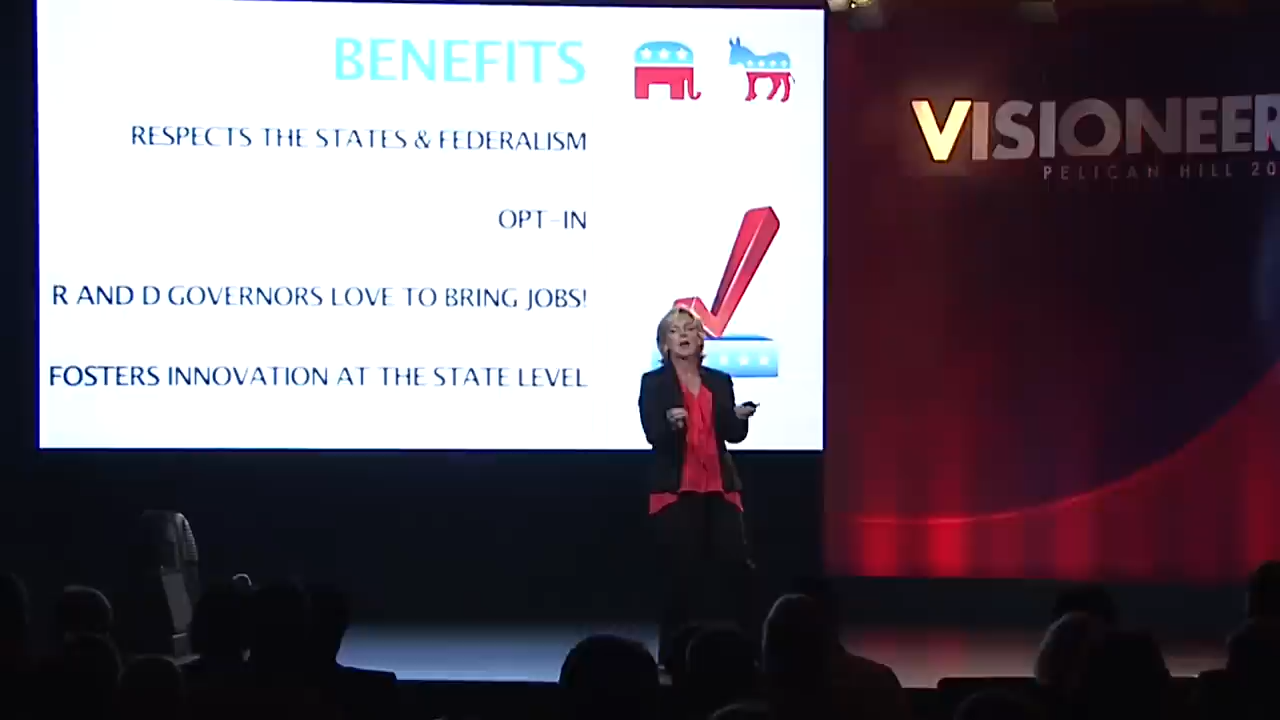 BENEFITS
RESPECTS THE STATES & FEDERALISM
OPT-IN
R AND D GOVERNORS LOVE TO BRING JOBS!
FOSTERS INNOVATION AT THE STATE LEVEL
VISIONEER
PELICAN HILL 20